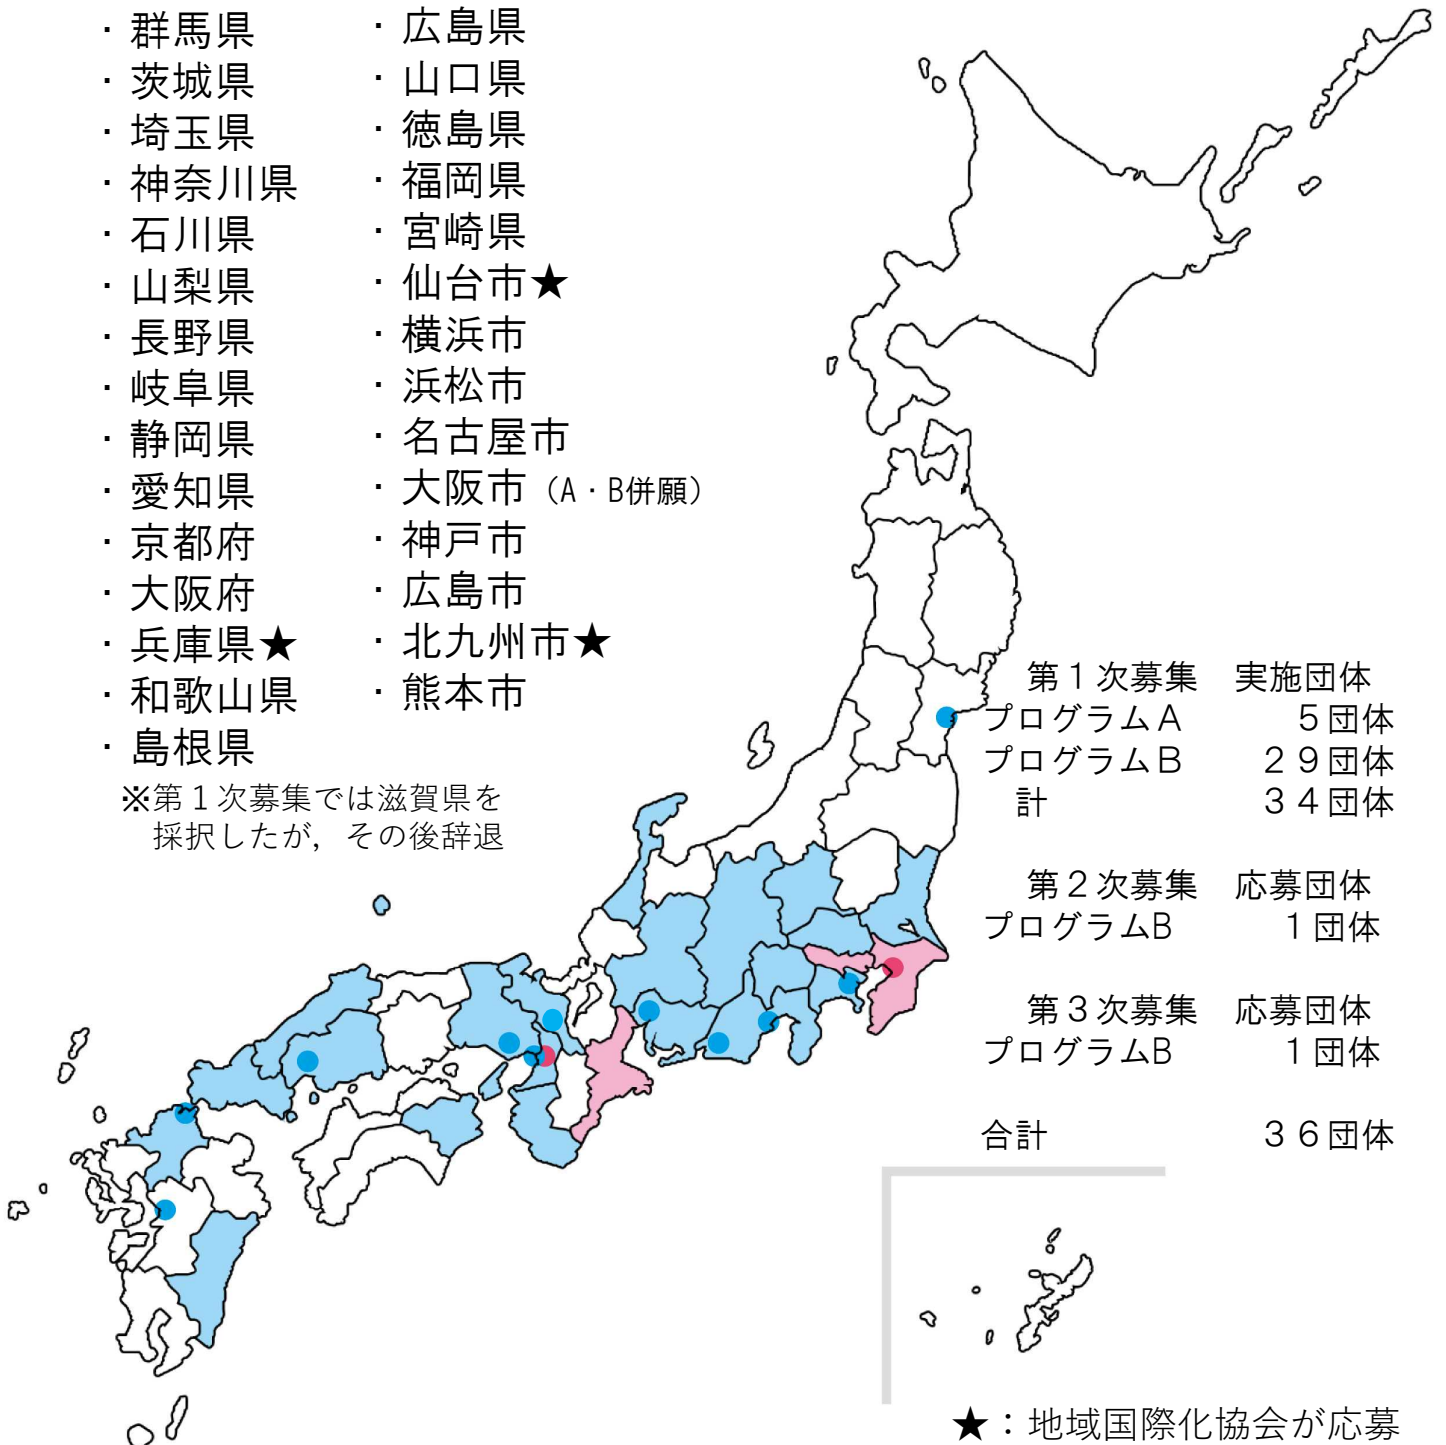 ・群馬県
・茨城県
・埼玉県
・神奈川県
・石川県
・山梨県
・長野県
・岐阜県
・静岡県
・愛知県
・京都府
・大阪府
・兵庫県★
・和歌山県
・島根県
※第１次募集では滋賀県を
採択したが，その後辞退
・広島県
・山口県
・徳島県
・福岡県
・宮崎県
・仙台市★
・横浜市
・浜松市
・名古屋市
・大阪市（A・B併願）
・神戸市
・広島市
・北九州市★
・熊本市
第１次募集　実施団体
プログラムＡ　５団体
プログラムＢ　２９団体
計　３４団体
第２次募集　応募団体
プログラムB　１団体
第３次募集　応募団体
プログラムB　１団体
合計　３６団体
★：地域国際化協会が応募